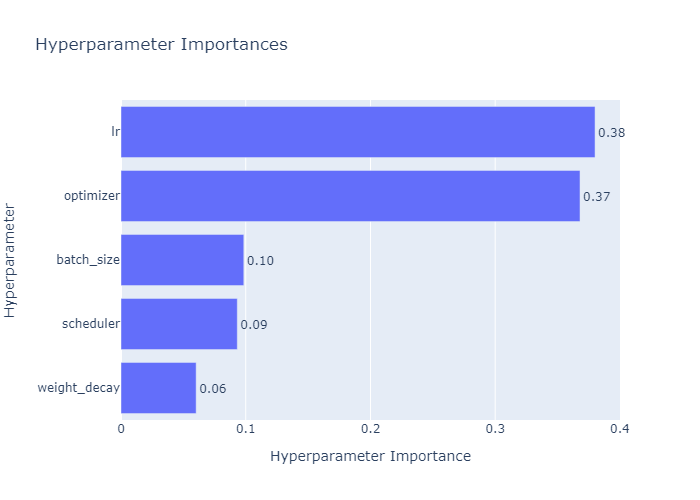 Hyperparameter Importances
Hyperparameter
lr
0.38
optimizer
0.37
batch_size
0.10
scheduler
0.09
weight_decay
0.06
0 0.1 0.2 0.3 0.4
Hyperparameter Importance